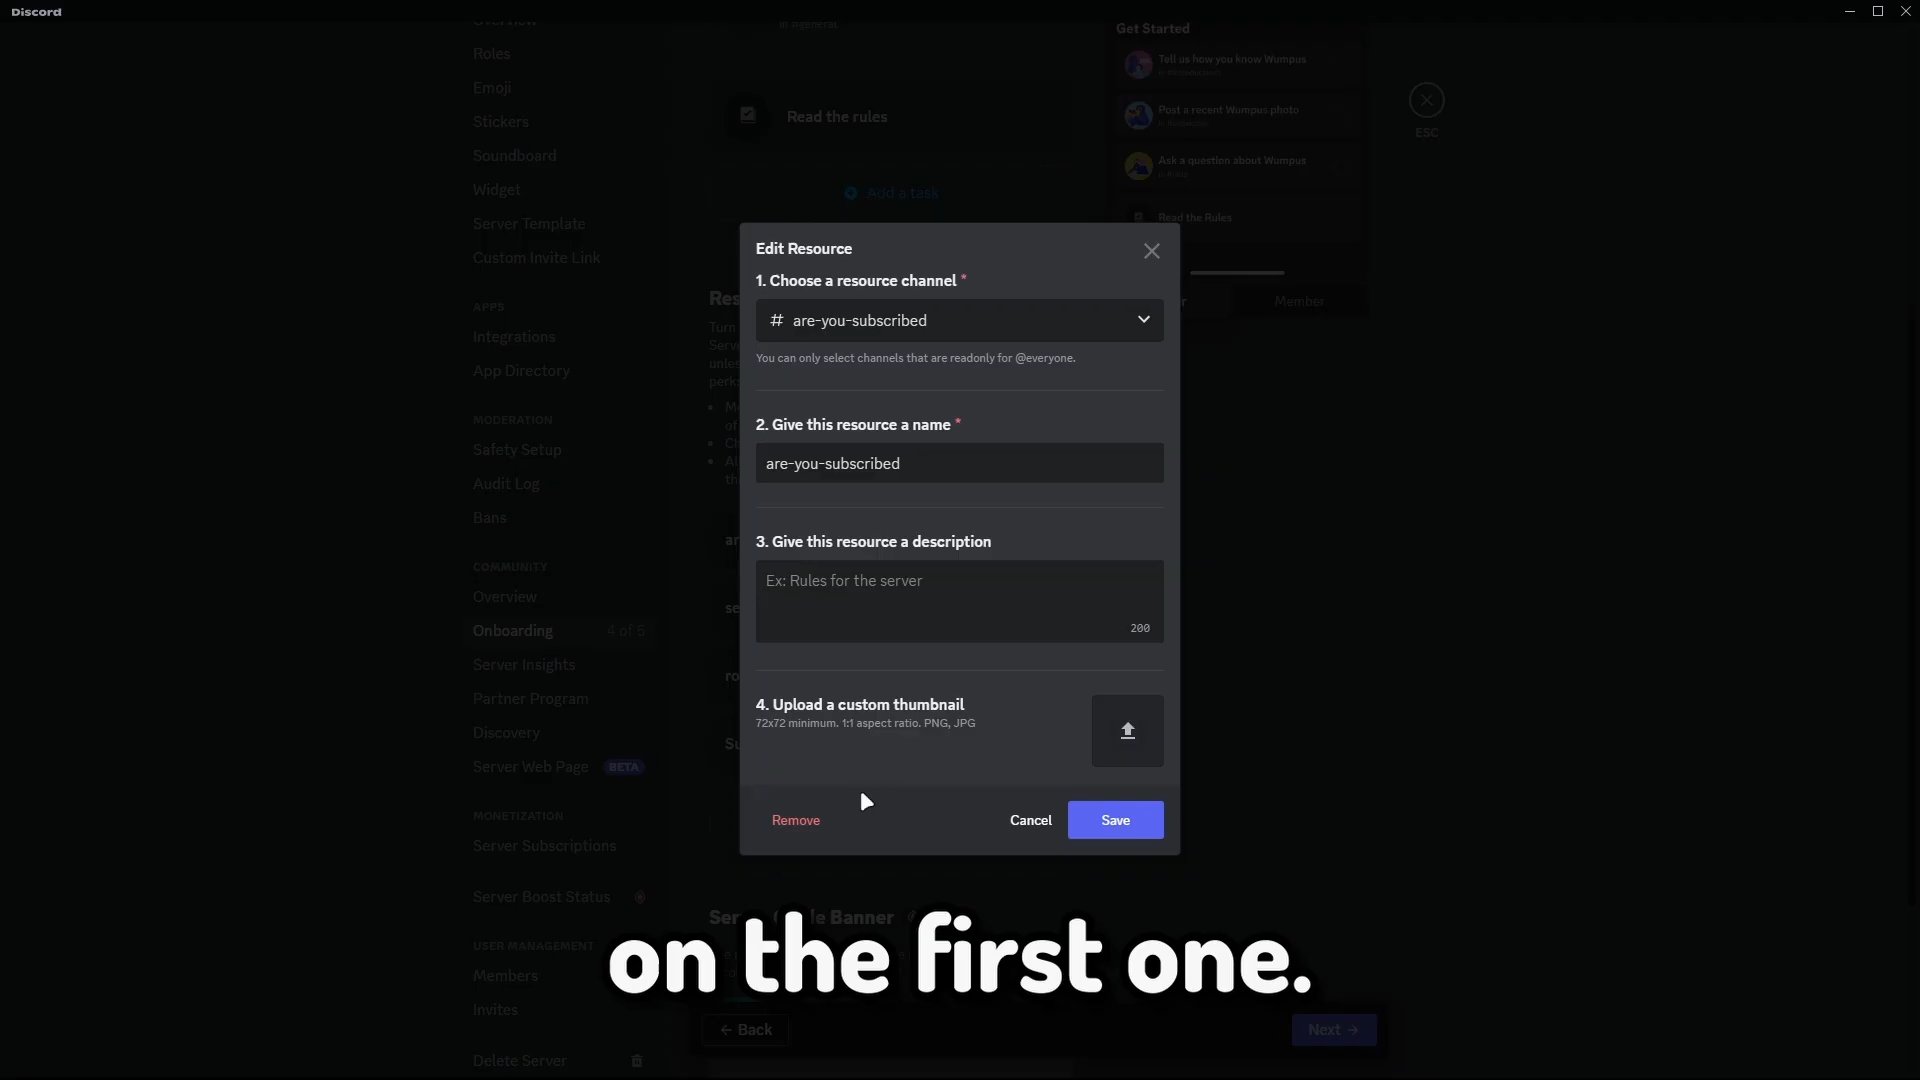 Discord
Overview
Roles
Emoji
Stickers
Soundboard
Widget
Server Template
Custom Invite Link
APPS
Integrations
App Directory
MODERATION
Safety Setup
Audit Log
Bans
COMMUNITY
Overview
Onboarding 4 of 5
Server Insights
Partner Program
Discovery
Server Web Page BETA
MONETIZATION
Server Subscriptions
Server Boost Status
USER MANAGEMENT
Members
Invites
Delete Server
Read the rules
Add a task
Get Started
Tell us how you know Wumpus
Post a recent Wumpus photo
Ask a question about Wumpus
Read the Rules
Member
ESC
Edit Resource
1. Choose a resource channel *
# are-you-subscribed
You can only select channels that are readonly for @everyone.
2. Give this resource a name *
are-you-subscribed
3. Give this resource a description
Ex: Rules for the server
200
4. Upload a custom thumbnail
72x72 minimum. 1:1 aspect ratio. PNG, JPG
Remove
Cancel
Save
Banner
on the first one.
← Back
Next →